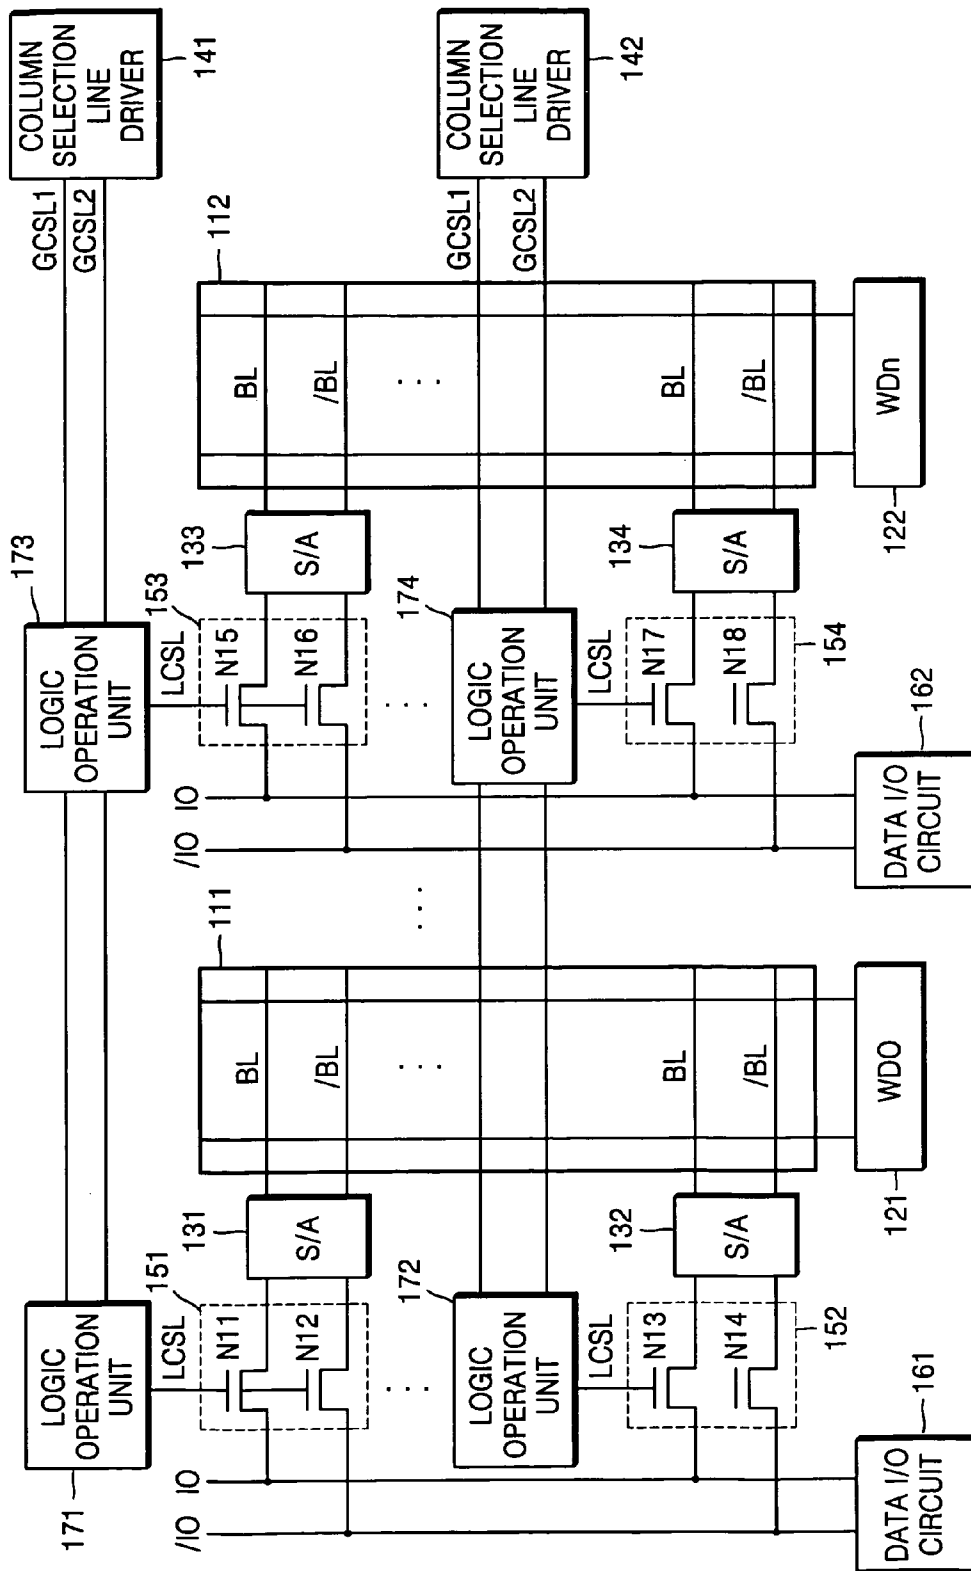 171
LOGIC
OPERATION
UNIT
173
LOGIC
OPERATION
UNIT
GCSL1
GCSL2
COLUMN
SELECTION
LINE
DRIVER
141
/IO
IO
LCSL
151
N11
N12
131
S/A
111
BL
/BL
. . .
. . .
/IO
IO
LCSL
153
N15
N16
133
S/A
112
BL
/BL
. . .
. . .
. . .
172
LOGIC
OPERATION
UNIT
174
LOGIC
OPERATION
UNIT
GCSL1
GCSL2
COLUMN
SELECTION
LINE
DRIVER
142
LCSL
N13
N14
152
132
S/A
BL
/BL
LCSL
N17
N18
154
134
S/A
BL
/BL
DATA I/O
CIRCUIT
161
121
WD0
DATA I/O
CIRCUIT
162
122
WDn